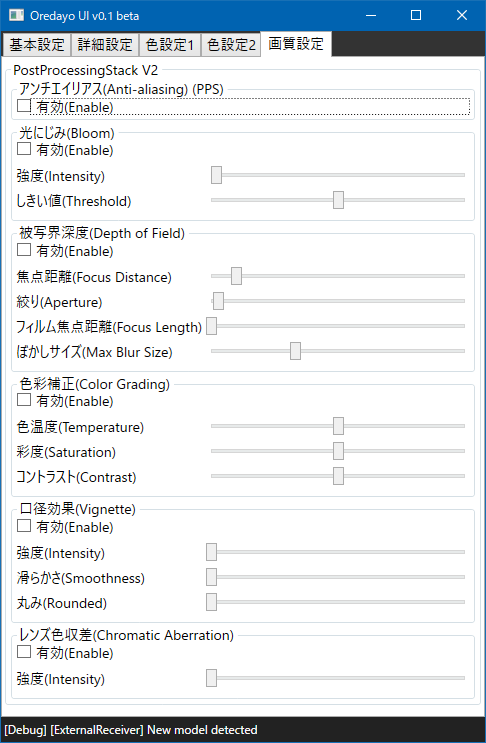 Oredayo UI v0.1 beta
基本設定 詳細設定 色設定1 色設定2 画質設定
PostProcessingStack V2
アンチエイリアス(Anti-aliasing) (PPS)
有効(Enable)
光にじみ(Bloom)
有効(Enable)
強度(Intensity)
しきい値(Threshold)
被写界深度(Depth of Field)
有効(Enable)
焦点距離(Focus Distance)
絞り(Aperture)
フィルム焦点距離(Focus Length)
ぼかしサイズ(Max Blur Size)
色彩補正(Color Grading)
有効(Enable)
色温度(Temperature)
彩度(Saturation)
コントラスト(Contrast)
口径効果(Vignette)
有効(Enable)
強度(Intensity)
滑らかさ(Smoothness)
丸み(Rounded)
レンズ色収差(Chromatic Aberration)
有効(Enable)
強度(Intensity)
[Debug] [ExternalReceiver] New model detected